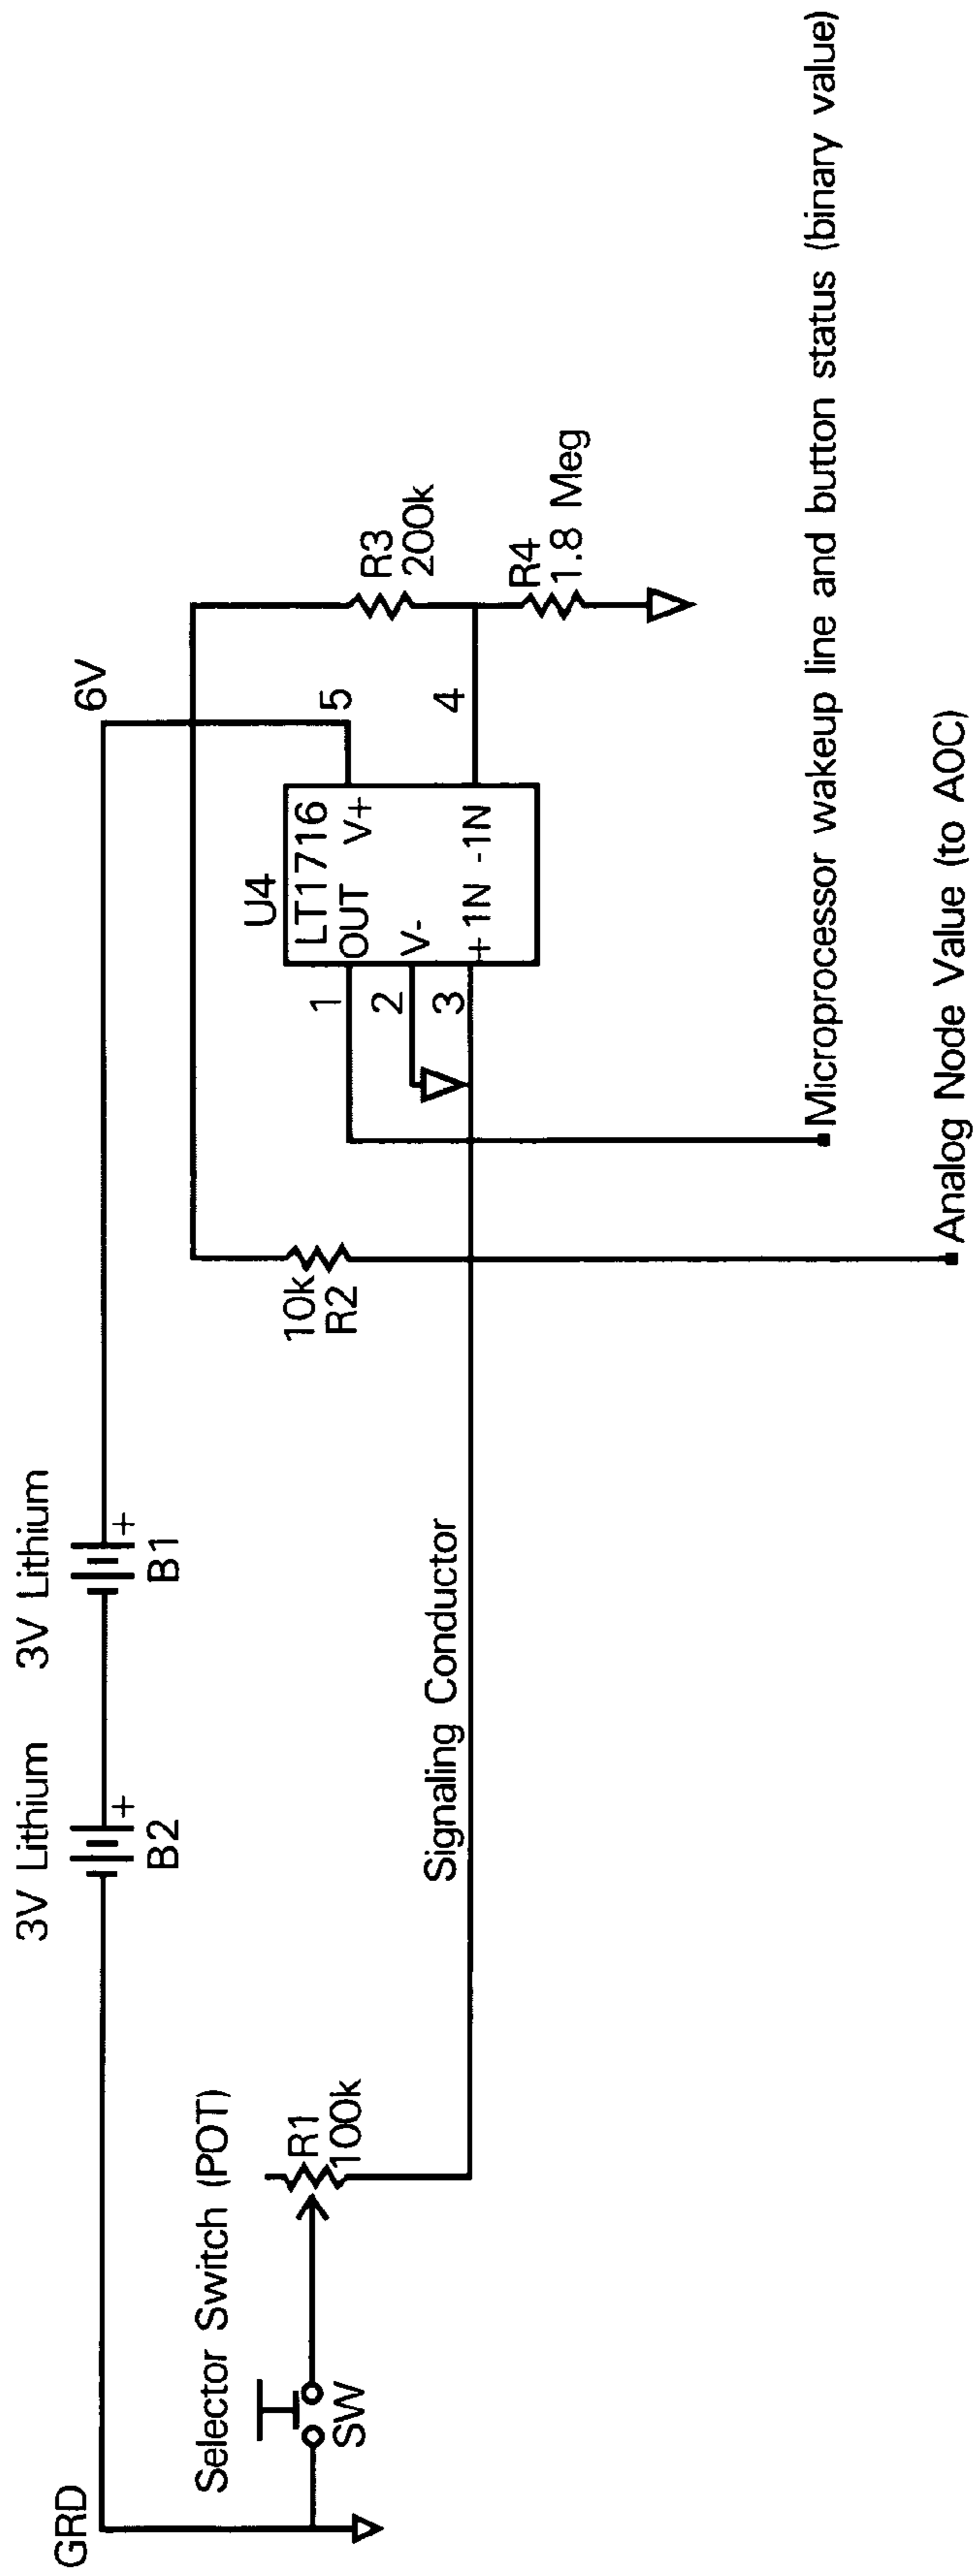 GRD
3V Lithium
B2
+
3V Lithium
B1
+
6V
Selector Switch (POT)
SW
R1
100k
Signaling Conductor
10k
R2
U4
LT1716
OUT
V+
V-
+1N -1N
1
2
3
5
4
R3
200k
R4
1.8 Meg
Microprocessor wakeup line and button status (binary value)
Analog Node Value (to AOC)